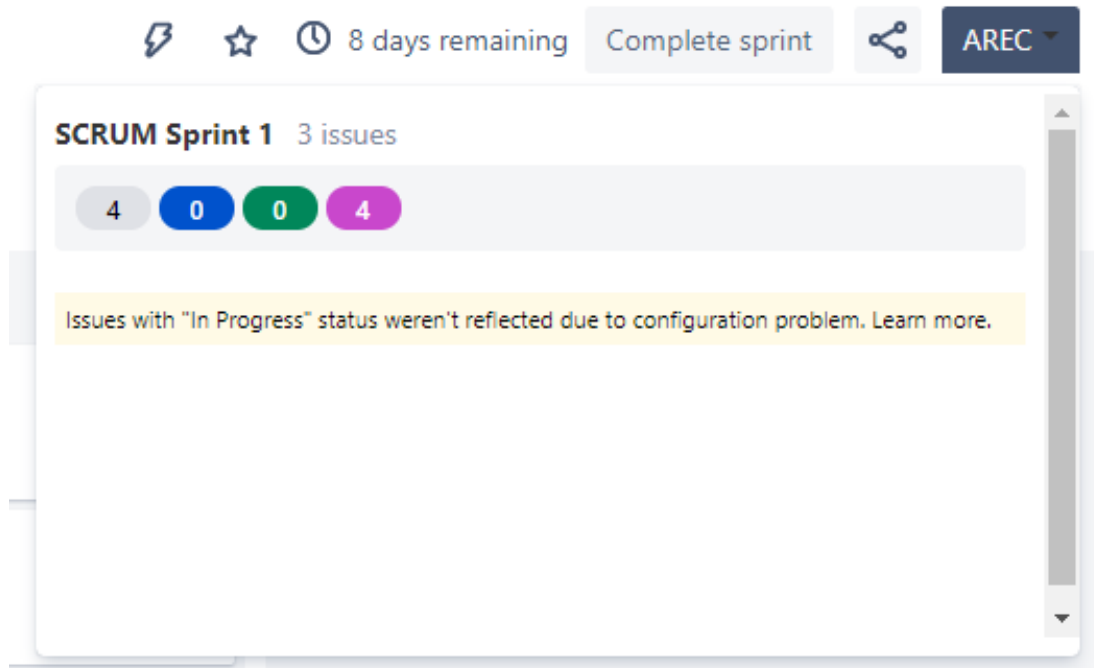 8 days remaining Complete sprint AREC
SCRUM Sprint 1 3 issues
4 0 0 4
Issues with "In Progress" status weren't reflected due to configuration problem. Learn more.